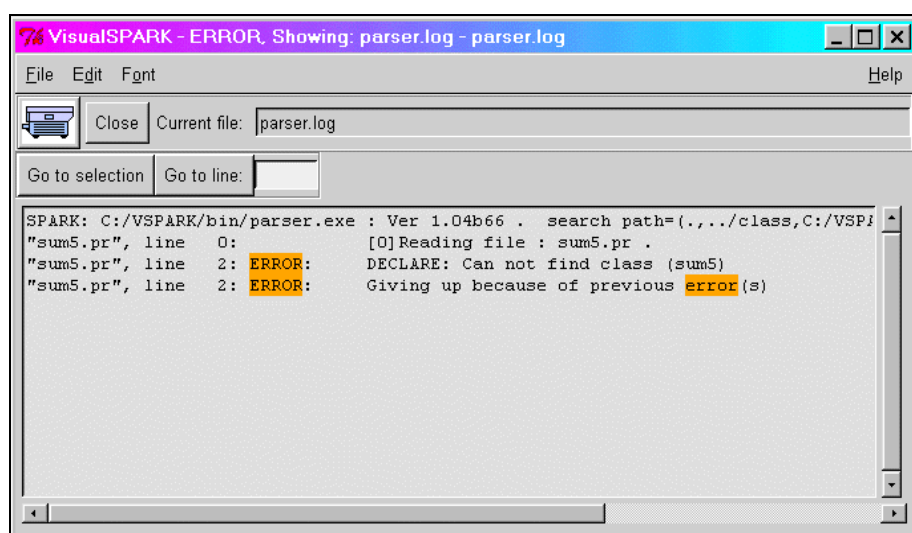 VisualSPARK - ERROR, Showing: parser.log - parser.log
File Edit Font Help
Close Current file: parser.log
Go to selection Go to line:
SPARK: C:/VSPARK/bin/parser.exe : Ver 1.04b66 . search path=(.,../class,C:/VSPA
"sum5.pr", line 0: [0]Reading file : sum5.pr .
"sum5.pr", line 2: ERROR: DECLARE: Can not find class (sum5)
"sum5.pr", line 2: ERROR: Giving up because of previous error(s)